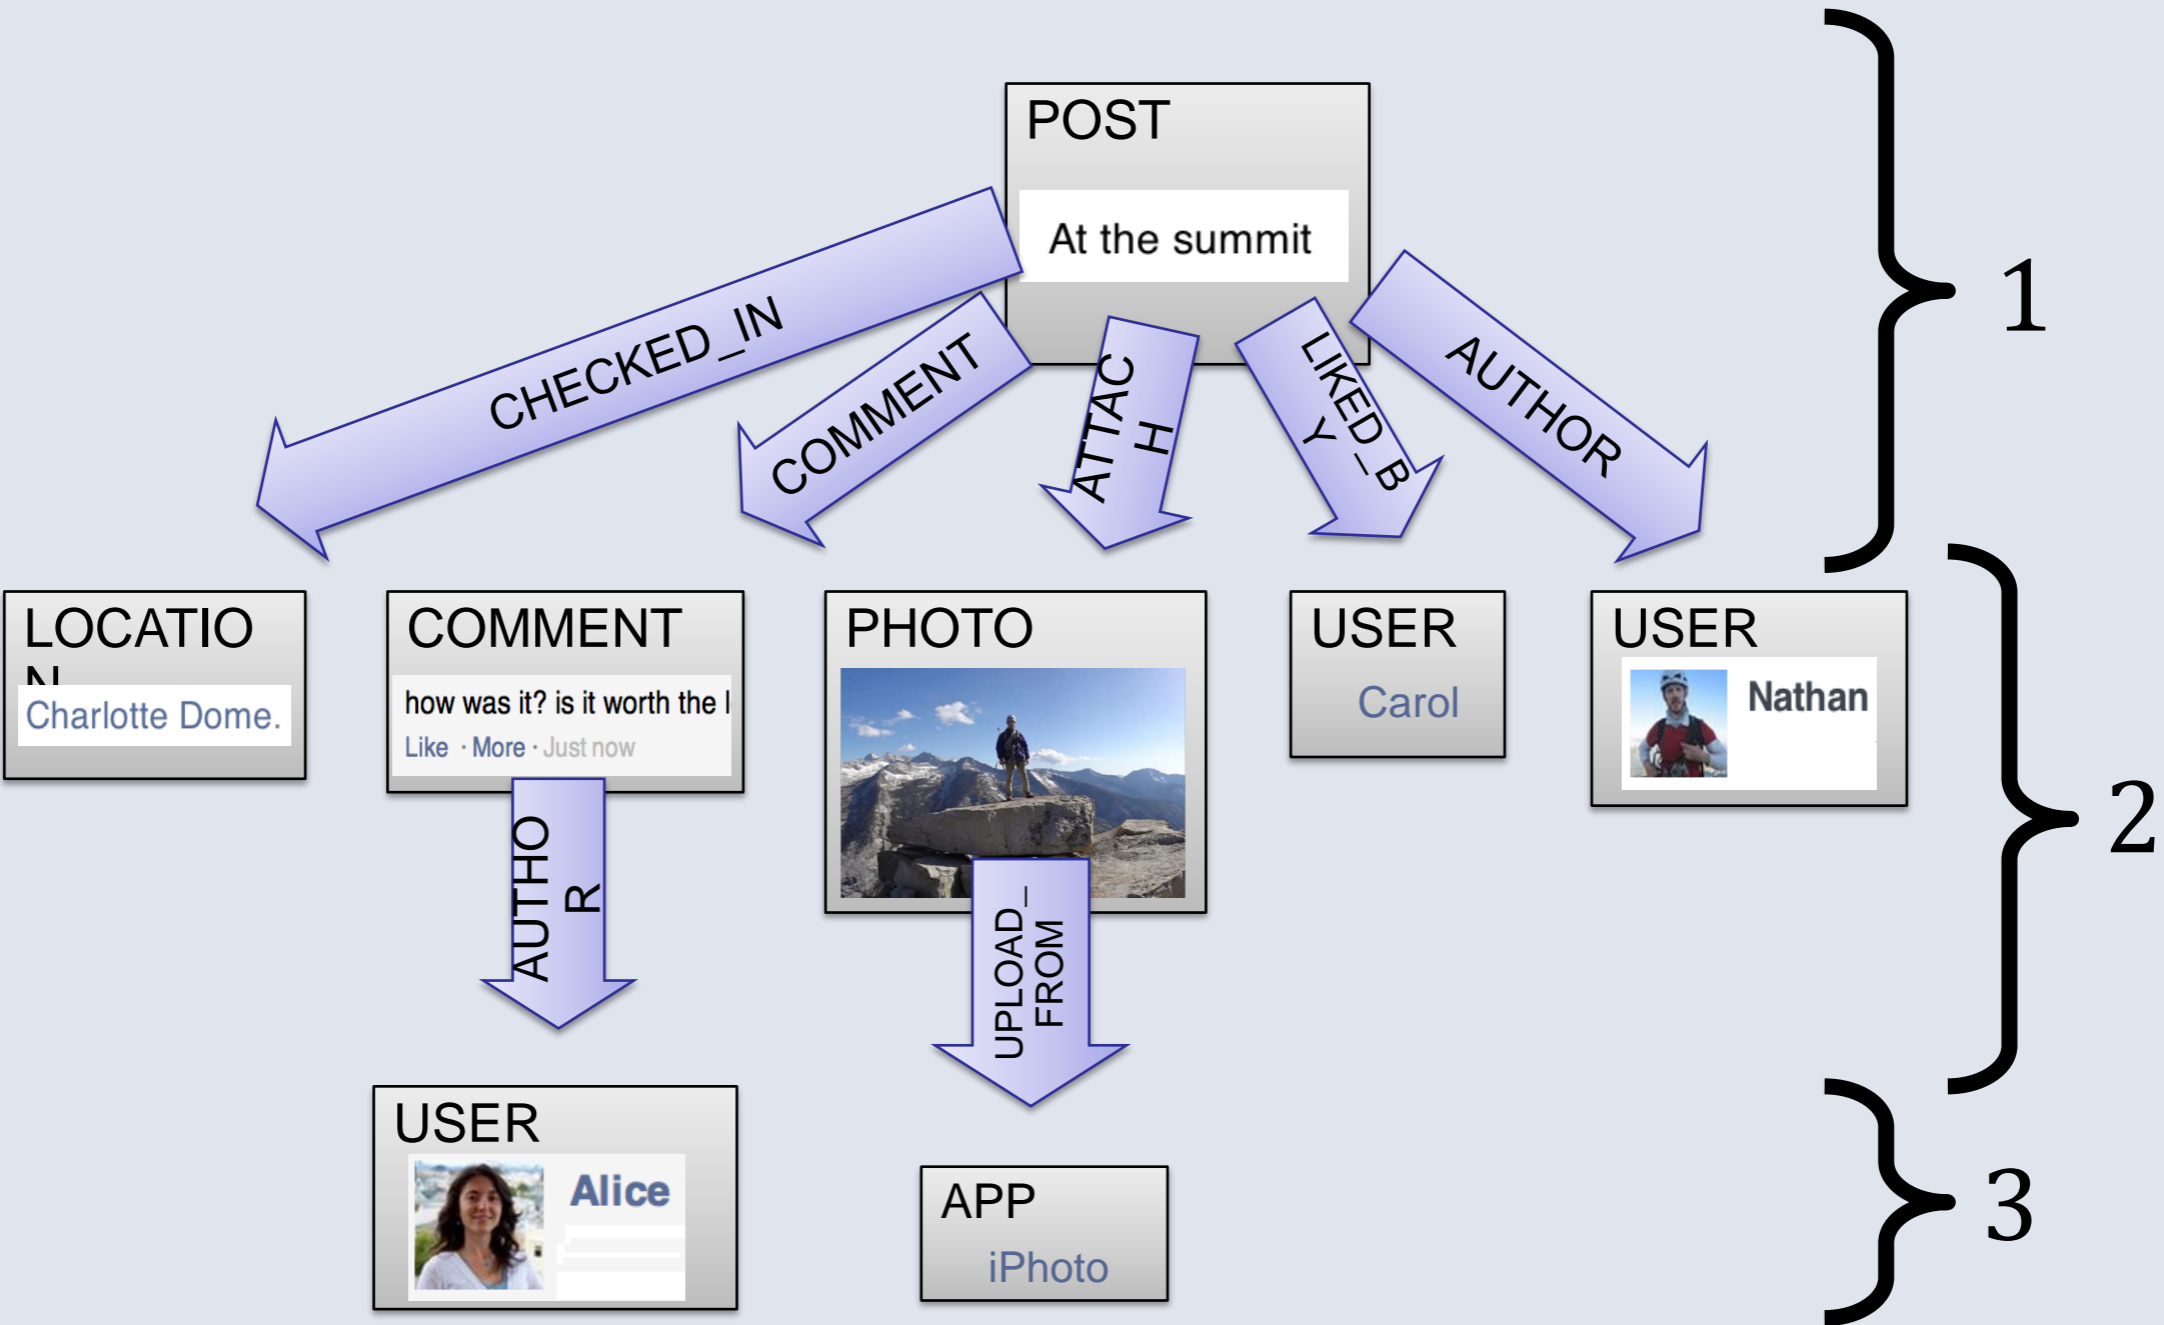 POST
At the summit
CHECKED_IN
COMMENT
ATTAC
H
LIKED_B
Y
AUTHOR
1
LOCATIO
N
Charlotte Dome.
COMMENT
how was it? is it worth the
Like · More · Just now
PHOTO
USER
Carol
USER
Nathan
AUTHO
R
UPLOAD_
FROM
2
USER
Alice
APP
iPhoto
3